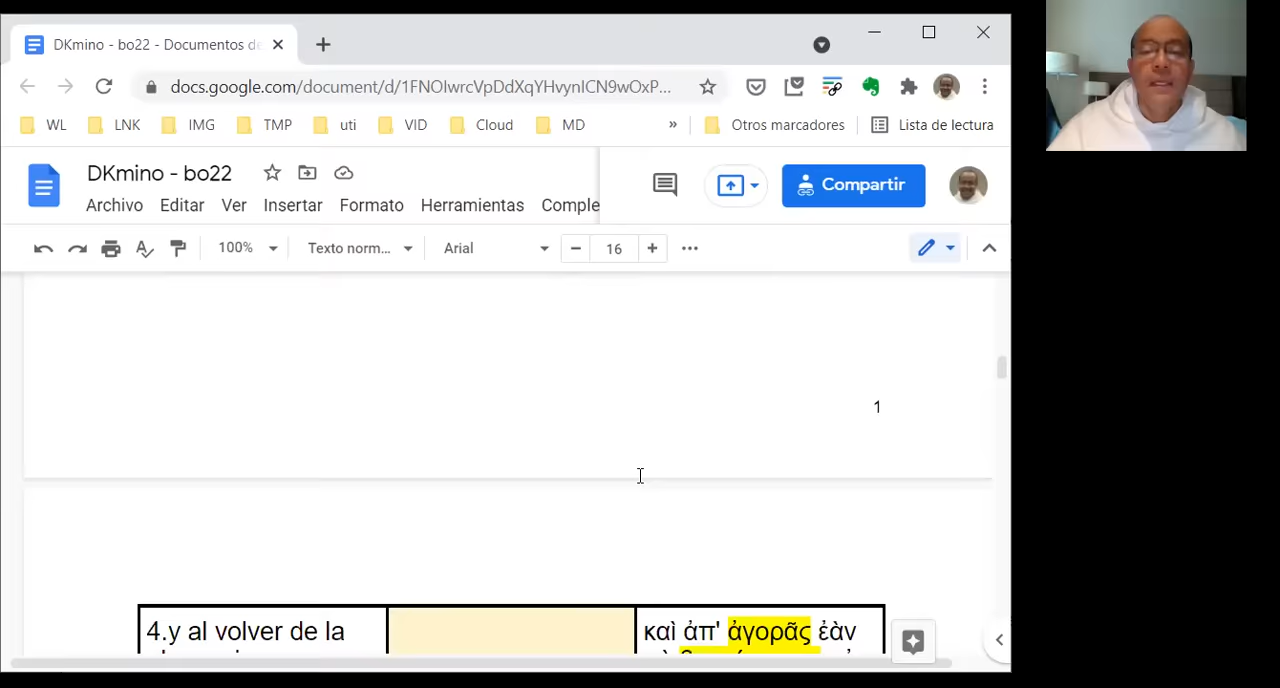 DKmino - bo22 - Documentos de
docs.google.com/document/d/1FNOlwrcVpDdXqYHvynICN9wOxP...
WL LNK IMG TMP uti VID Cloud MD » Otros marcadores Lista de lectura
DKmino - bo22
Compartir
Archivo Editar Ver Insertar Formato Herramientas Comple
100% Texto norm... Arial 16
1
4.y al volver de la
καὶ ἀπ' ἀγορᾶς ἐὰν